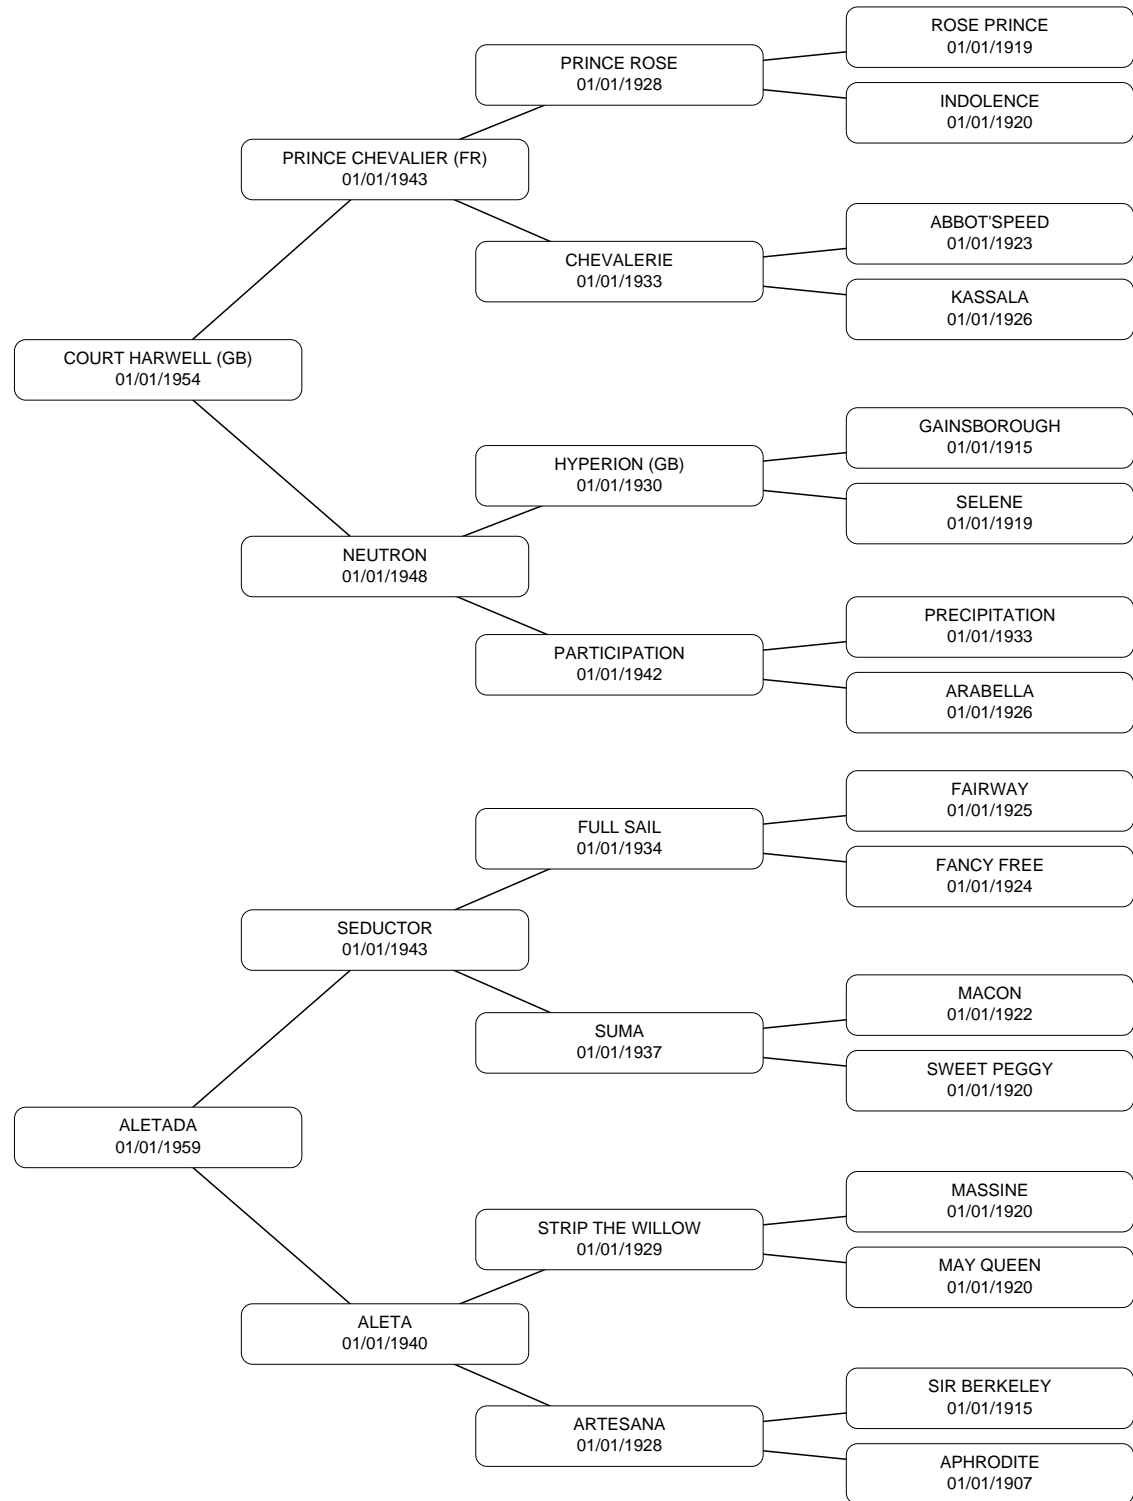 ROSE PRINCE
01/01/1919
PRINCE ROSE
01/01/1928
INDOLENCE
01/01/1920
PRINCE CHEVALIER (FR)
01/01/1943
ABBOT'SPEED
01/01/1923
CHEVALERIE
01/01/1933
KASSALA
01/01/1926
COURT HARWELL (GB)
01/01/1954
GAINSBOROUGH
01/01/1915
HYPERION (GB)
01/01/1930
SELENE
01/01/1919
NEUTRON
01/01/1948
PRECIPITATION
01/01/1933
PARTICIPATION
01/01/1942
ARABELLA
01/01/1926
FAIRWAY
01/01/1925
FULL SAIL
01/01/1934
FANCY FREE
01/01/1924
SEDUCTOR
01/01/1943
MACON
01/01/1922
SUMA
01/01/1937
SWEET PEGGY
01/01/1920
ALETADA
01/01/1959
MASSINE
01/01/1920
STRIP THE WILLOW
01/01/1929
MAY QUEEN
01/01/1920
ALETA
01/01/1940
SIR BERKELEY
01/01/1915
ARTESANA
01/01/1928
APHRODITE
01/01/1907